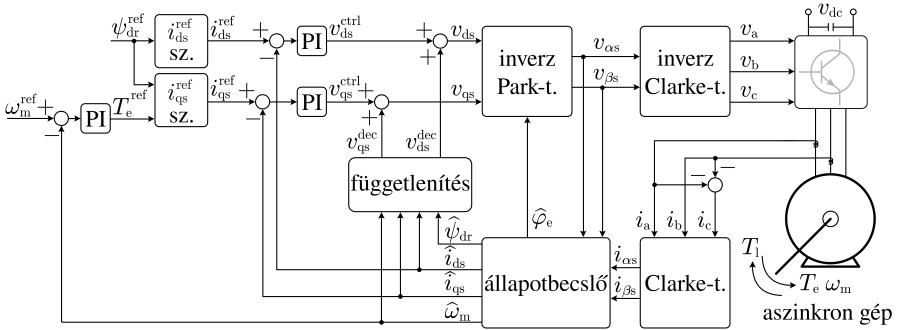 v_dc
ψ_dr^ref
i_ds^ref sz.
i_ds^ref
+
−
PI
v_ds^ctrl
+
+
v_ds
inverz Park-t.
v_αs
v_βs
inverz Clarke-t.
v_a
v_b
v_c
ω_m^ref
+
−
PI
T_e^ref
i_qs^ref sz.
i_qs^ref
+
−
PI
v_qs^ctrl
+
+
v_qs
v_qs^dec
v_ds^dec
függetlenítés
ψ̂_dr
î_ds
î_qs
ω̂_m
φ̂_e
állapotbecslő
i_αs
i_βs
Clarke-t.
i_a
i_b
i_c
−
−
T_l
T_e ω_m
aszinkron gép